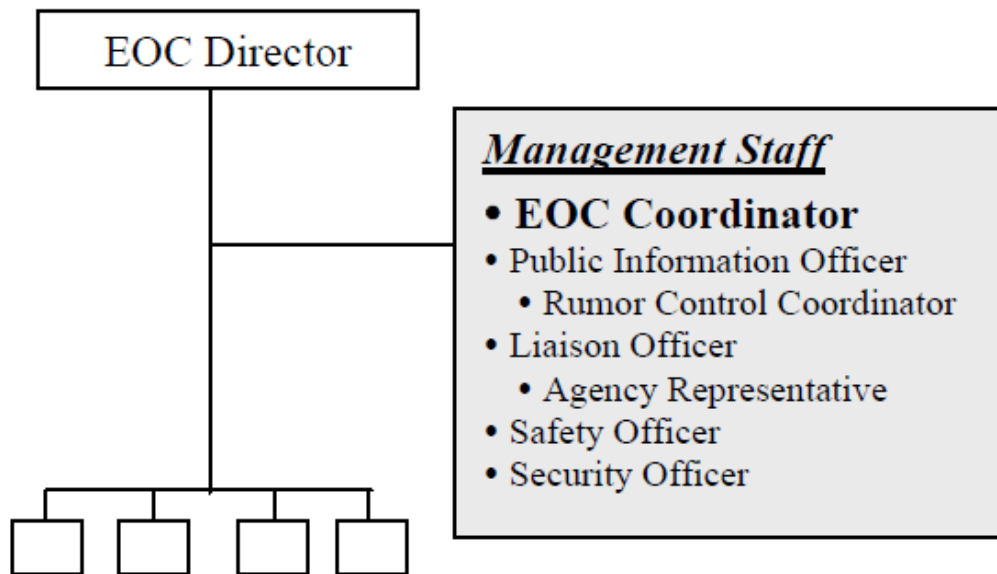 EOC Director
Management Staff
• EOC Coordinator
• Public Information Officer
• Rumor Control Coordinator
• Liaison Officer
• Agency Representative
• Safety Officer
• Security Officer